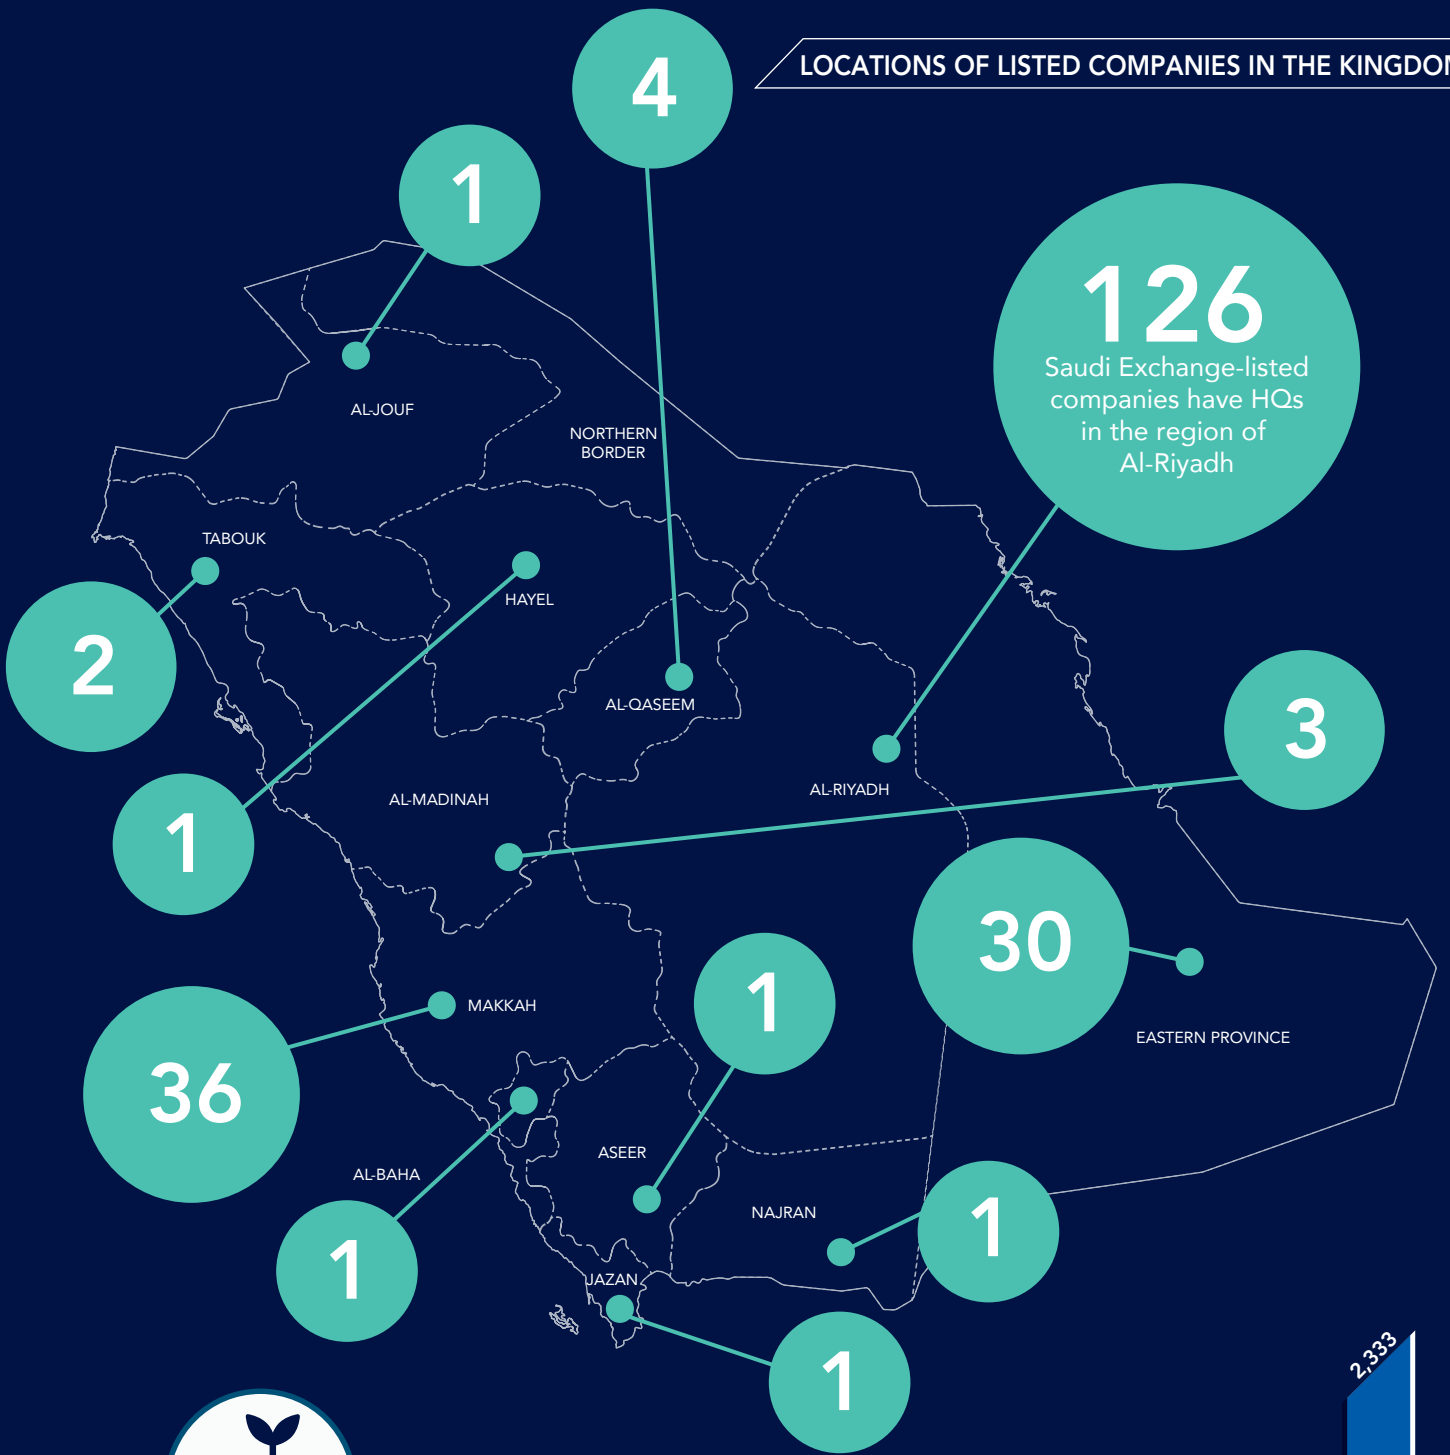 LOCATIONS OF LISTED COMPANIES IN THE KINGDOM
4
1
126
Saudi Exchange-listed
companies have HQs
in the region of
Al-Riyadh
AL-JOUF
NORTHERN
BORDER
TABOUK
HAYEL
2
AL-QASEEM
3
AL-RIYADH
AL-MADINAH
1
30
1
MAKKAH
EASTERN PROVINCE
36
ASEER
AL-BAHA
NAJRAN
1
1
JAZAN
1
2,333